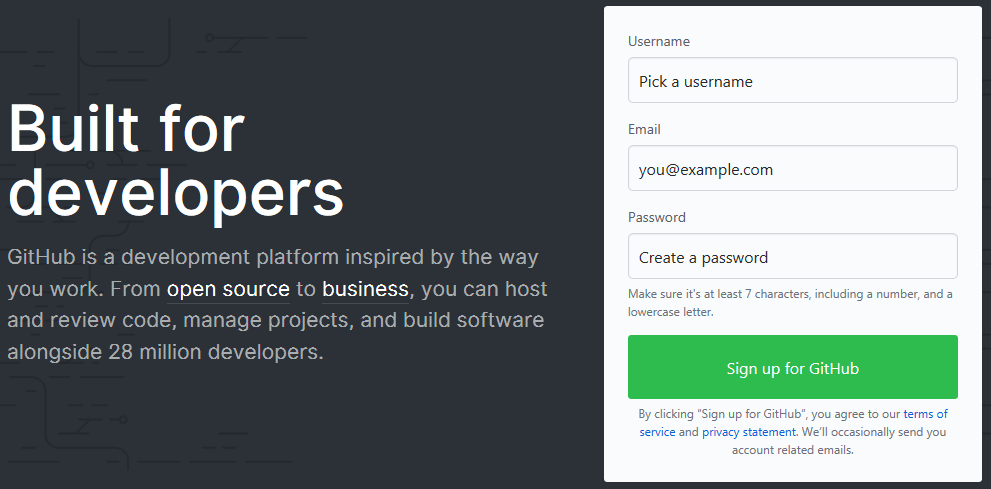 Built for
developers
GitHub is a development platform inspired by the way
you work. From open source to business, you can host
and review code, manage projects, and build software
alongside 28 million developers.
Username
Pick a username
Email
you@example.com
Password
Create a password
Make sure it's at least 7 characters, including a number, and a
lowercase letter.
Sign up for GitHub
By clicking “Sign up for GitHub”, you agree to our terms of
service and privacy statement. We’ll occasionally send you
account related emails.